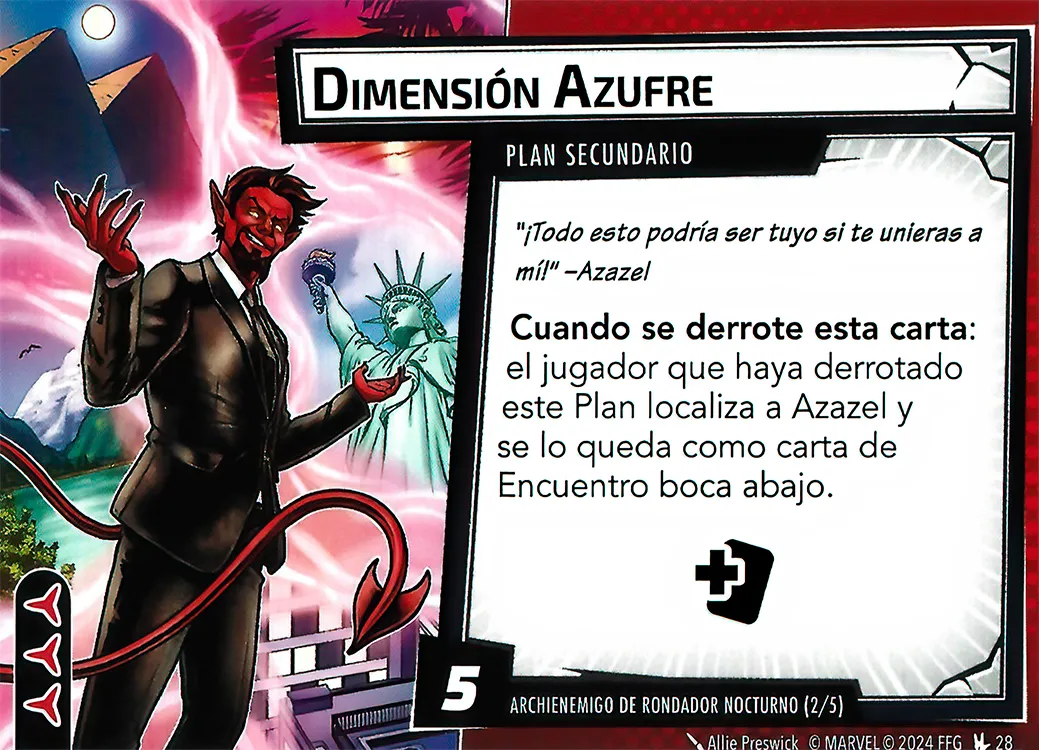 DIMENSIÓN AZUFRE
PLAN SECUNDARIO
"¡Todo esto podría ser tuyo si te unieras a
mí!" –Azazel
Cuando se derrote esta carta:
el jugador que haya derrotado
este Plan localiza a Azazel y
se lo queda como carta de
Encuentro boca abajo.
5
ARCHIENEMIGO DE RONDADOR NOCTURNO (2/5)
Allie Preswick © MARVEL © 2024 FFG 28